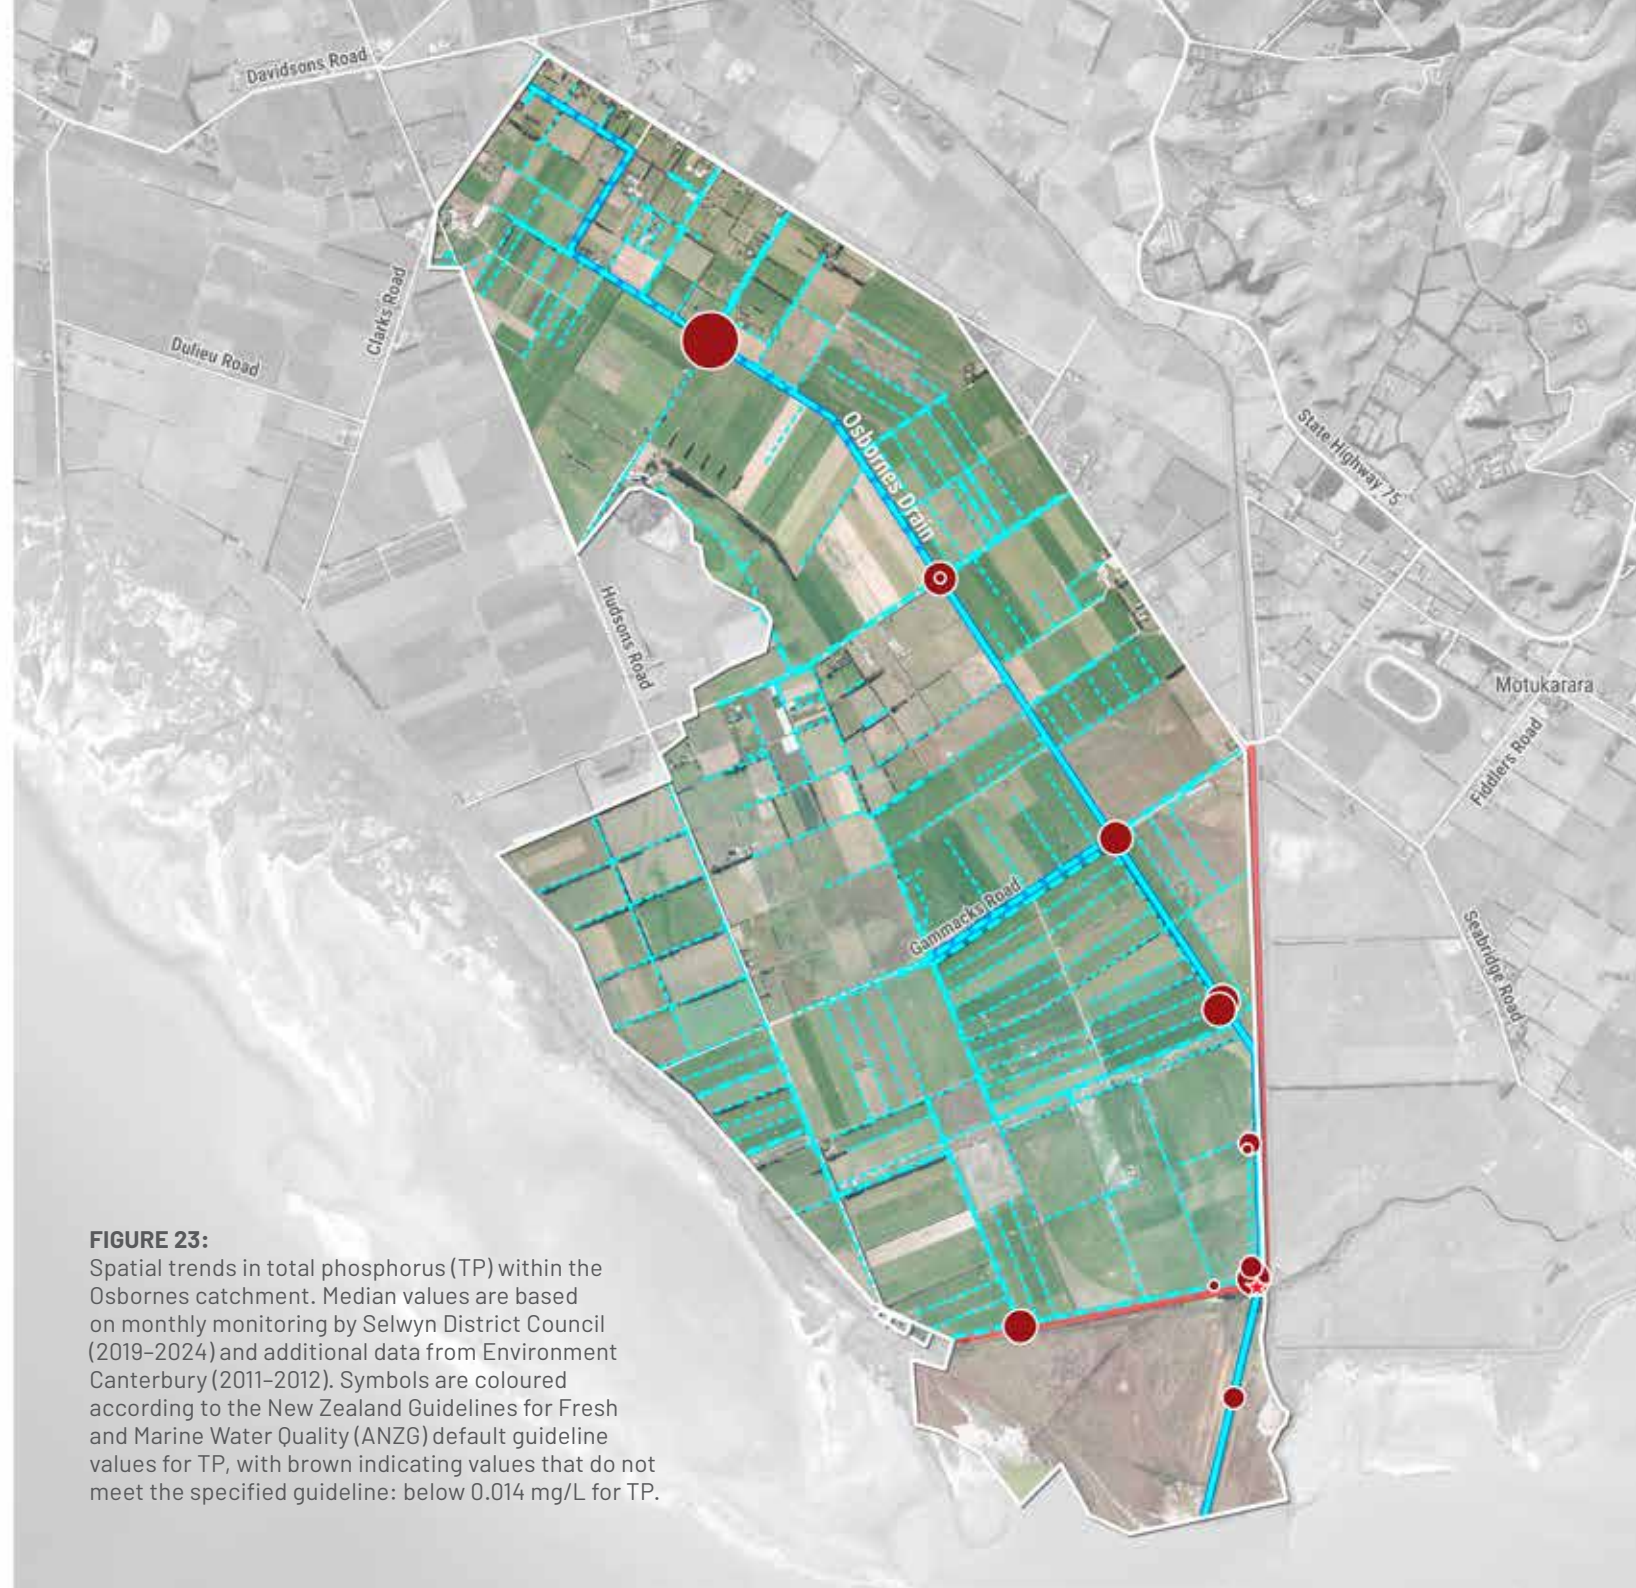 Davidsons Road
Clarks Road
Dulieu Road
Osbornes Drain
State Highway 75
Hudsons Road
Motukarara
Fiddlers Road
Gammacks Road
Seabridge Road
FIGURE 23:
Spatial trends in total phosphorus (TP) within the
Osbornes catchment. Median values are based
on monthly monitoring by Selwyn District Council
(2019–2024) and additional data from Environment
Canterbury (2011–2012). Symbols are coloured
according to the New Zealand Guidelines for Fresh
and Marine Water Quality (ANZG) default guideline
values for TP, with brown indicating values that do not
meet the specified guideline: below 0.014 mg/L for TP.